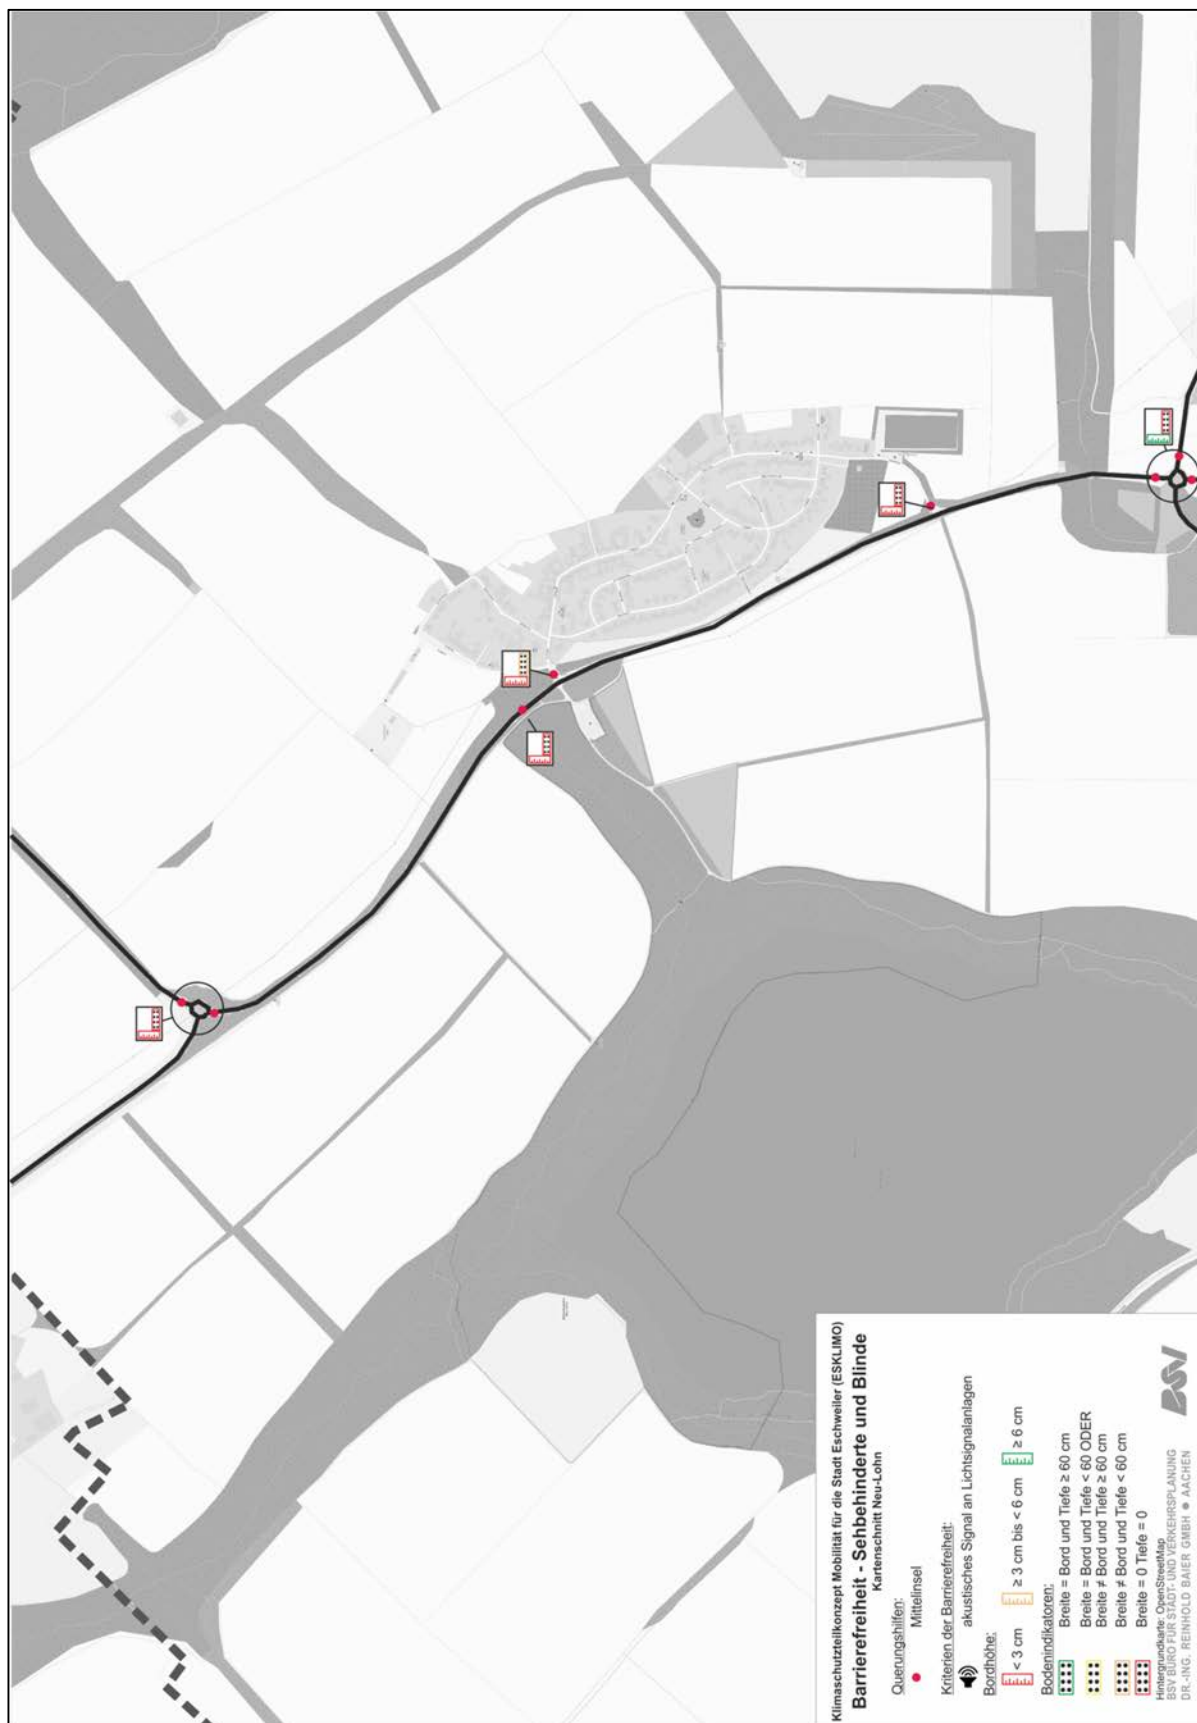 Klimaschutzteilkonzept Mobilität für die Stadt Eschweiler (ESKLIMO)
Barrierefreiheit - Sehbehinderte und Blinde
Kartenschnitt Neu-Lohn
Querungshilfen:
Mittelinsel
Kriterien der Barrierefreiheit:
akustisches Signal an Lichtsignalanlagen
Bordhöhe:
< 3 cm ≥ 3 cm bis < 6 cm ≥ 6 cm
Bodenindikatoren:
Breite = Bord und Tiefe ≥ 60 cm
Breite = Bord und Tiefe < 60 ODER
Breite ≠ Bord und Tiefe ≥ 60 cm
Breite ≠ Bord und Tiefe < 60 cm
Breite = 0 Tiefe = 0
Hintergrundkarte: OpenStreetMap
BSV BÜRO FÜR STADT- UND VERKEHRSPLANUNG
DR.-ING. REINHOLD BAIER GMBH ● AACHEN
BSV